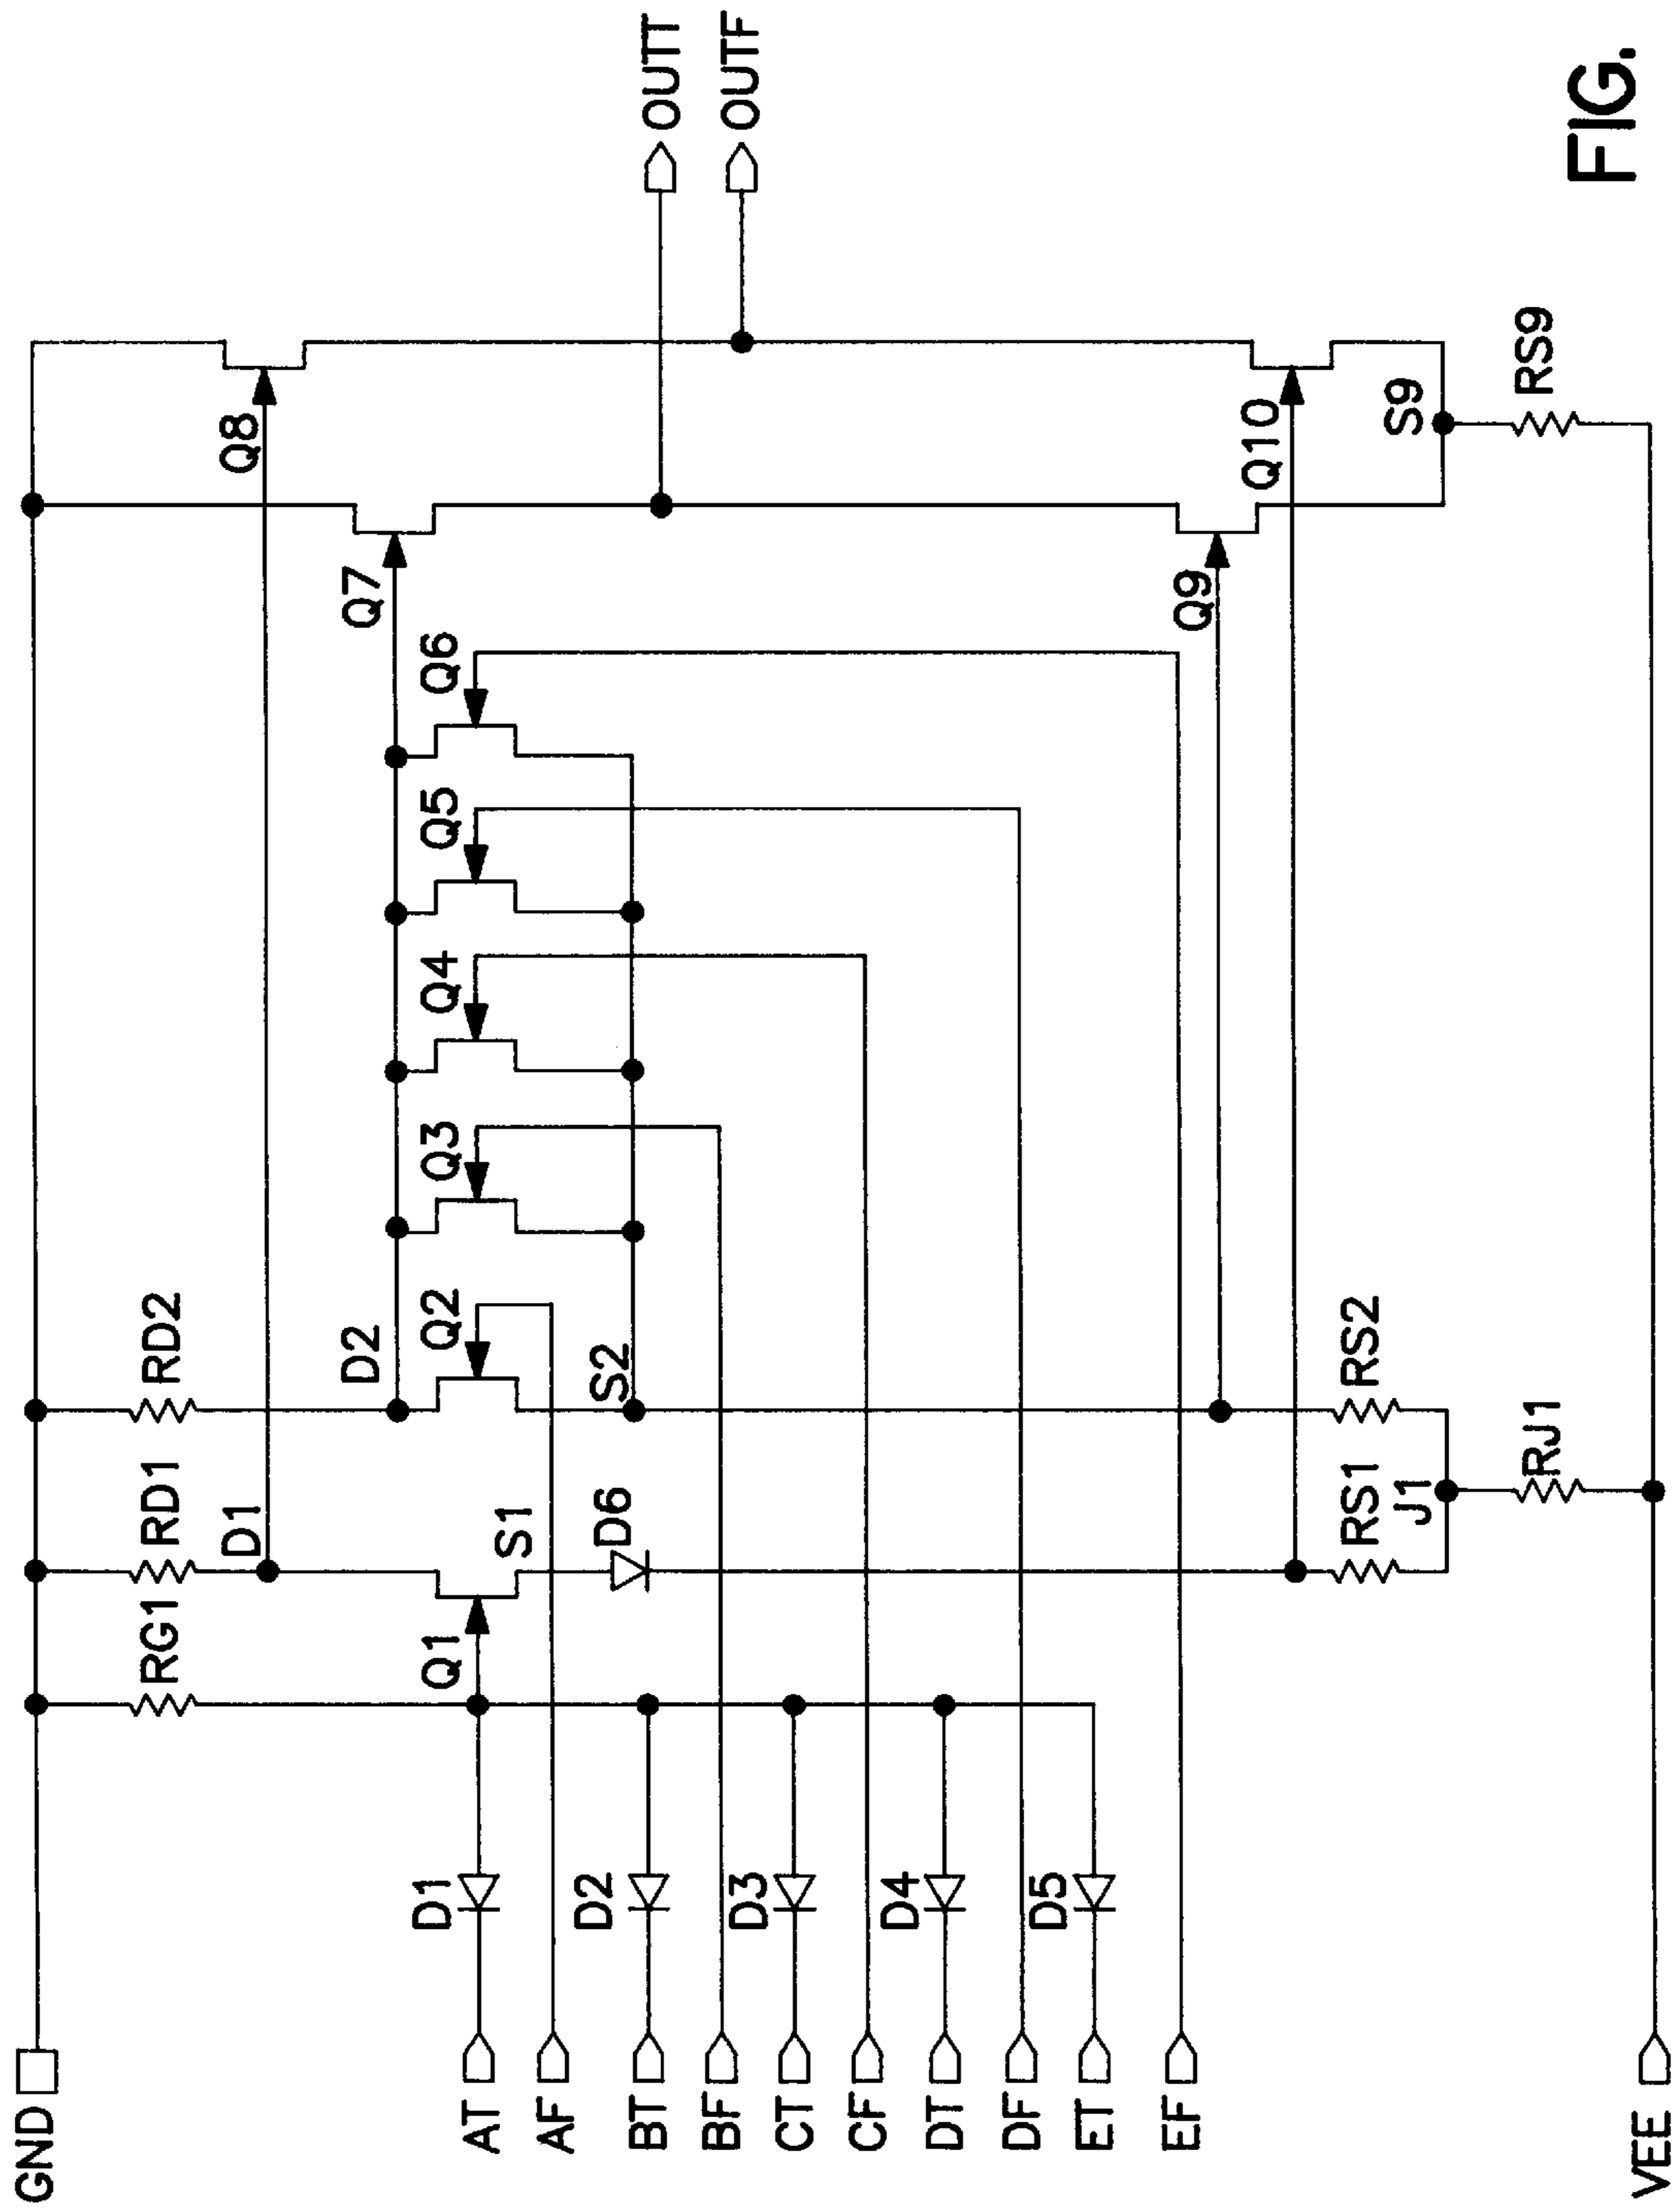 GND
RG1
RD1
RD2
D1
D2
Q8
Q7
Q1
S1
Q2
Q3
Q4
Q5
Q6
D6
S2
OUTT
OUTF
AT
D1
AF
BT
D2
BF
CT
D3
CF
DT
D4
DF
ET
D5
EF
Q9
Q10
RS1
RS2
J1
S9
RJ1
RS9
VEE
FIG.